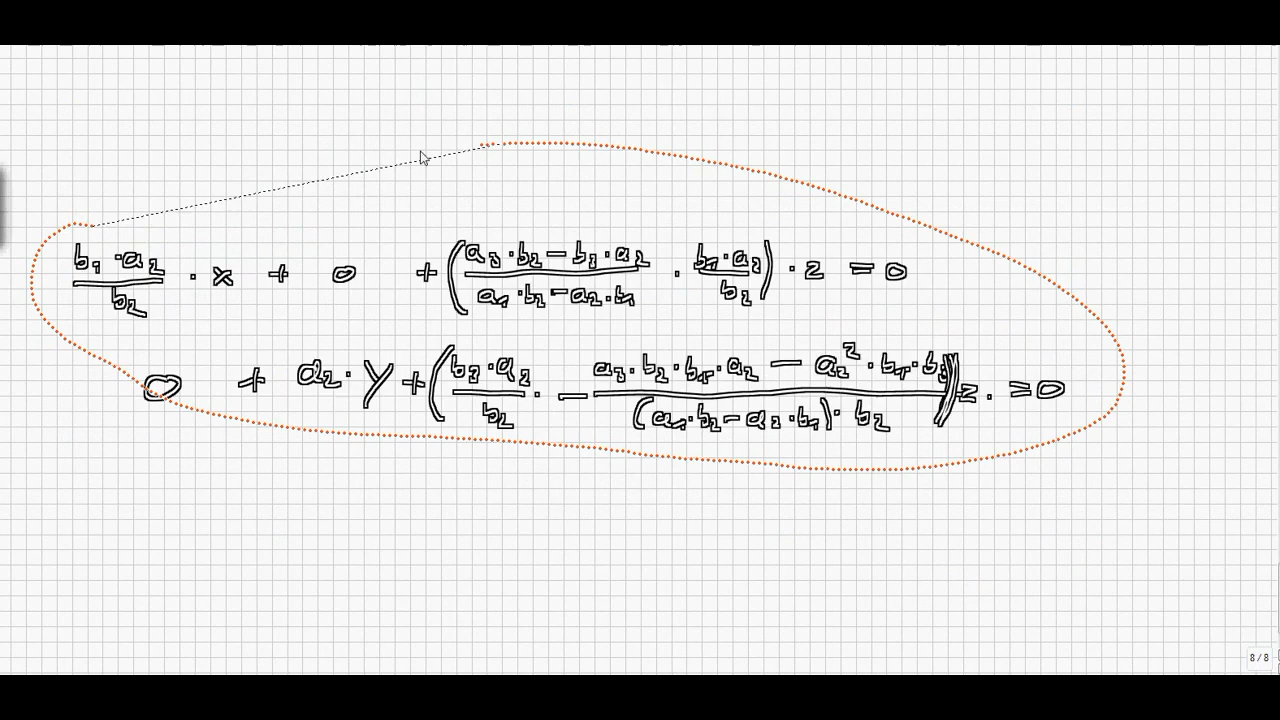 b₁·a₂/b₂ · x + 0 + (a₃·b₂−b₃·a₂/a₁·b₂−a₂·b₁ · b₁·a₂/b₂) · z = 0
0 + a₂·y + (b₃·a₂/b₂ · − a₃·b₂·b₁·a₂ − a₂²·b₁·b₃/(a₁·b₂−a₂·b₁)·b₂) z · = 0
8/8